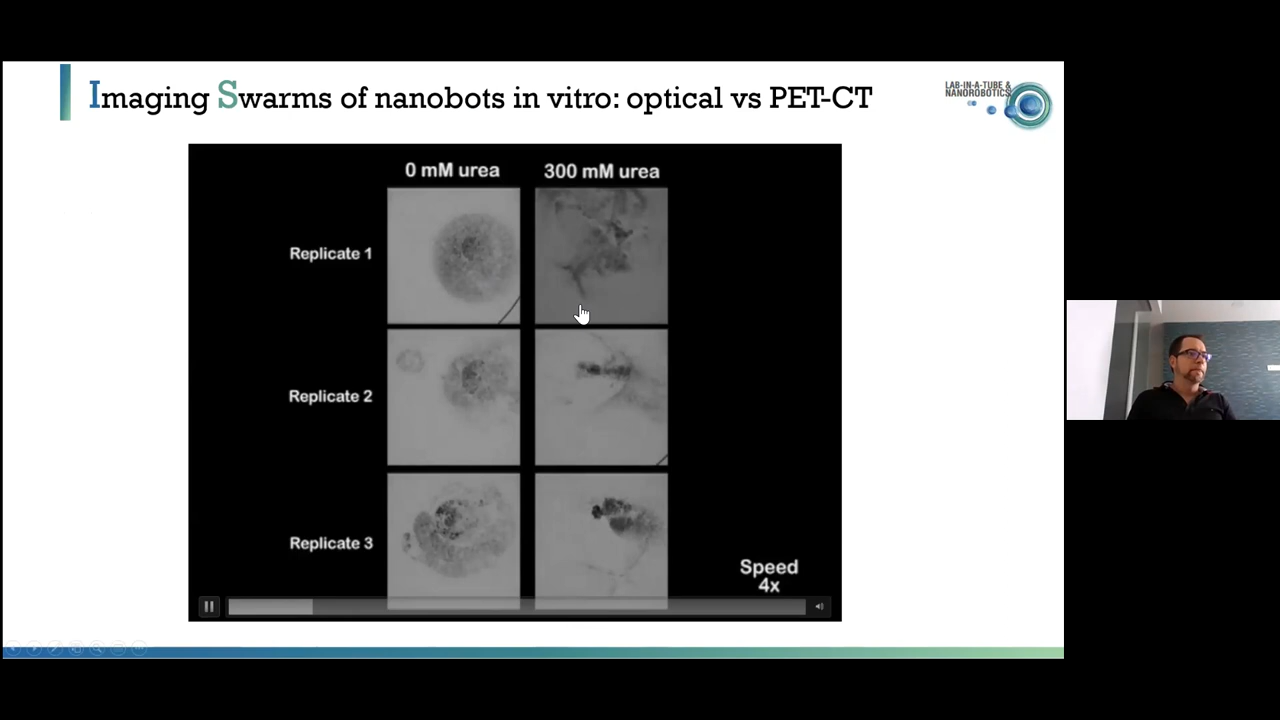 Imaging Swarms of nanobots in vitro: optical vs PET-CT
LAB-IN-A-TUBE &
NANOROBOTICS
0 mM urea
300 mM urea
Replicate 1
Replicate 2
Replicate 3
Speed
4x